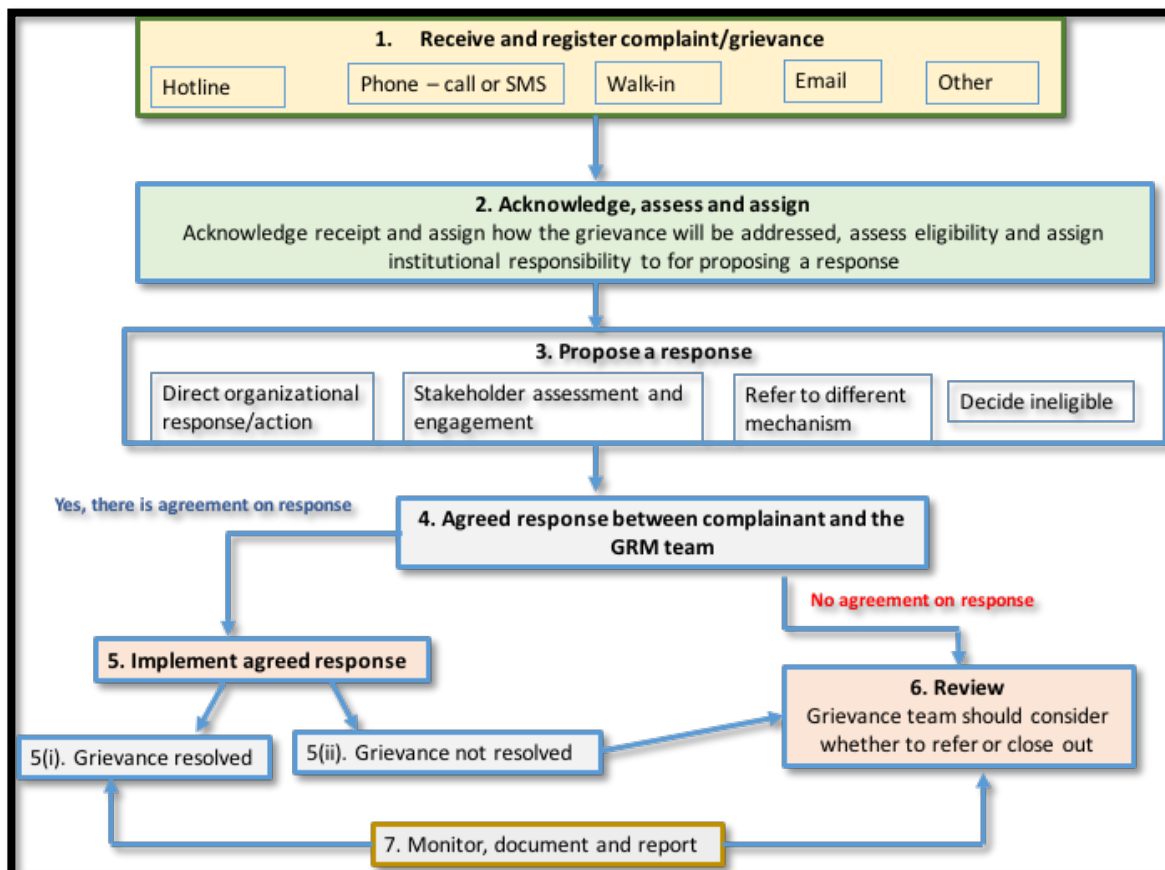 1. Receive and register complaint/grievance
Hotline
Phone – call or SMS
Walk-in
Email
Other
2. Acknowledge, assess and assign
Acknowledge receipt and assign how the grievance will be addressed, assess eligibility and assign
institutional responsibility to for proposing a response
3. Propose a response
Direct organizational
response/action
Stakeholder assessment and
engagement
Refer to different
mechanism
Decide ineligible
Yes, there is agreement on response
4. Agreed response between complainant and the
GRM team
No agreement on response
5. Implement agreed response
6. Review
Grievance team should consider
whether to refer or close out
5(i). Grievance resolved
5(ii). Grievance not resolved
7. Monitor, document and report